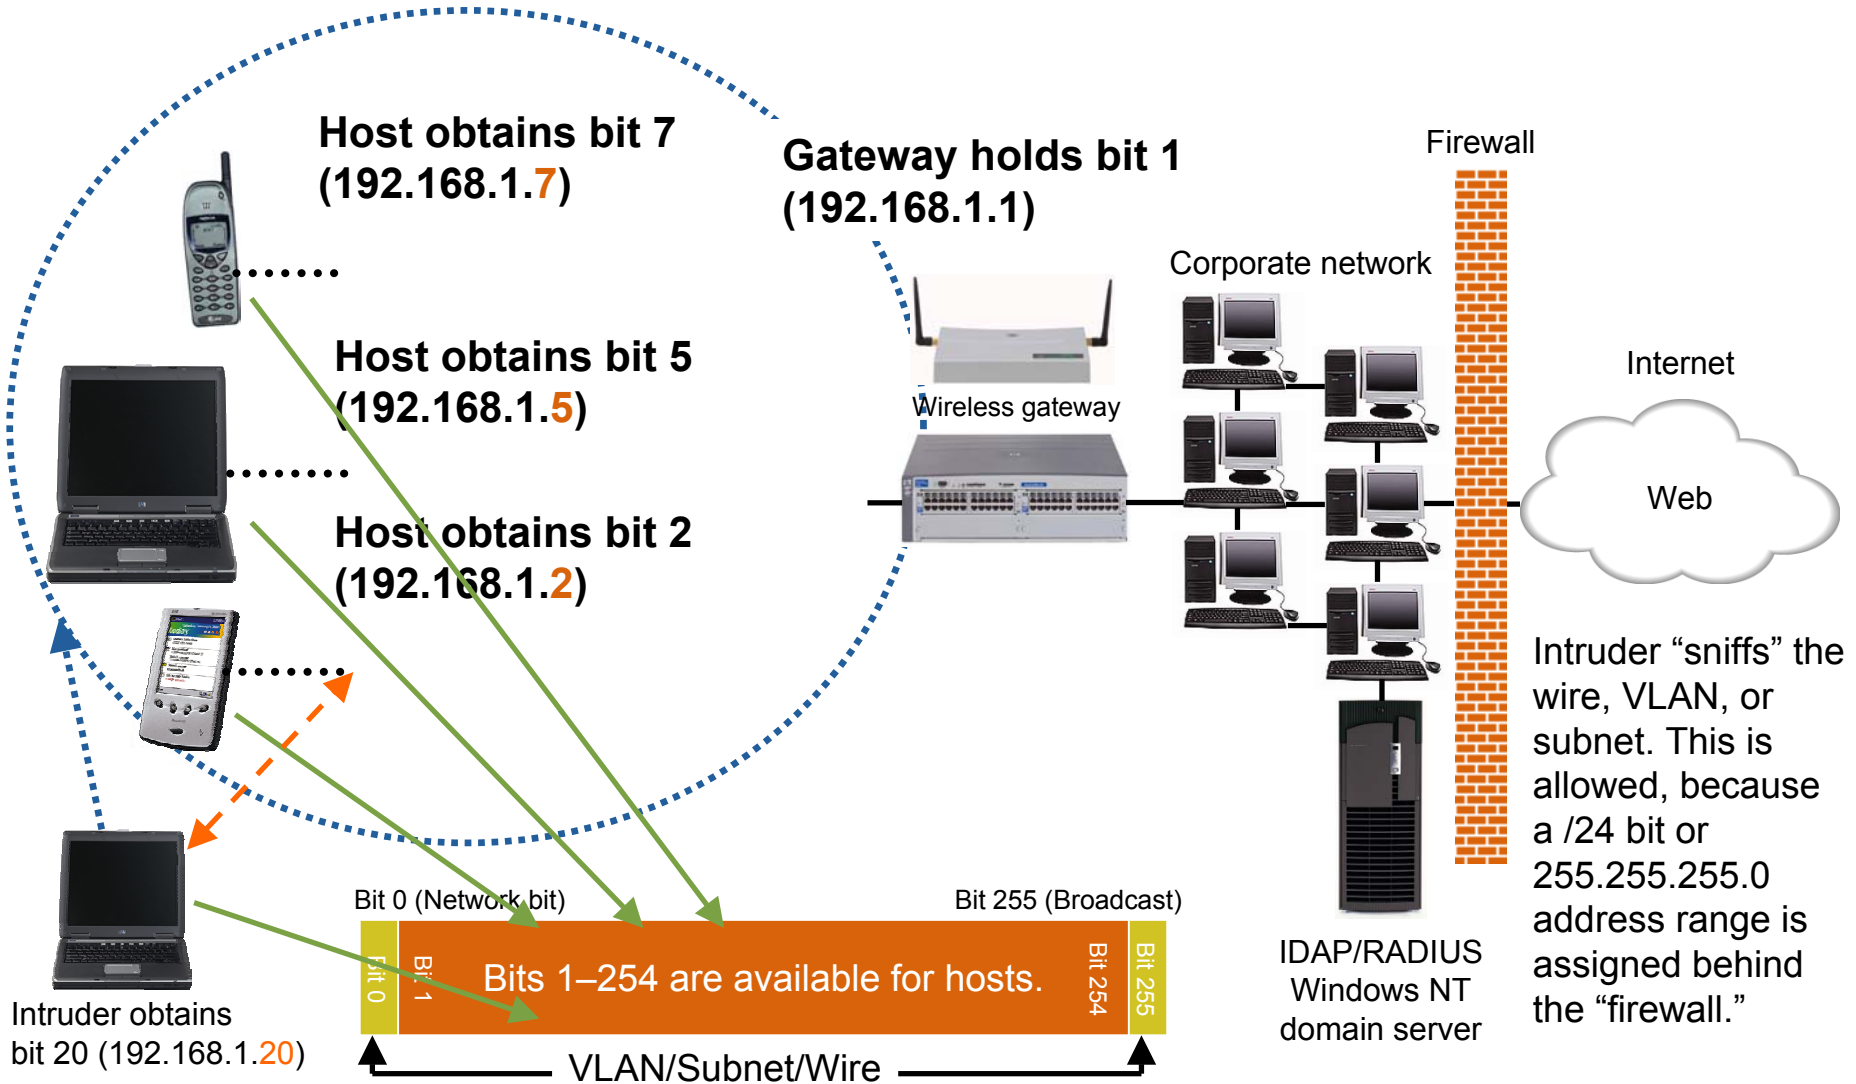 Host obtains bit 7
(192.168.1.7)
Gateway holds bit 1
(192.168.1.1)
Firewall
Corporate network
Host obtains bit 5
(192.168.1.5)
Wireless gateway
Internet
Web
Host obtains bit 2
(192.168.1.2)
Intruder “sniffs” the
wire, VLAN, or
subnet. This is
allowed, because
a /24 bit or
255.255.255.0
address range is
assigned behind
the “firewall.”
Bit 0 (Network bit)
Bit 255 (Broadcast)
Bit 0
Bit 1
Bits 1–254 are available for hosts.
Bit 254
Bit 255
IDAP/RADIUS
Windows NT
domain server
Intruder obtains
bit 20 (192.168.1.20)
VLAN/Subnet/Wire